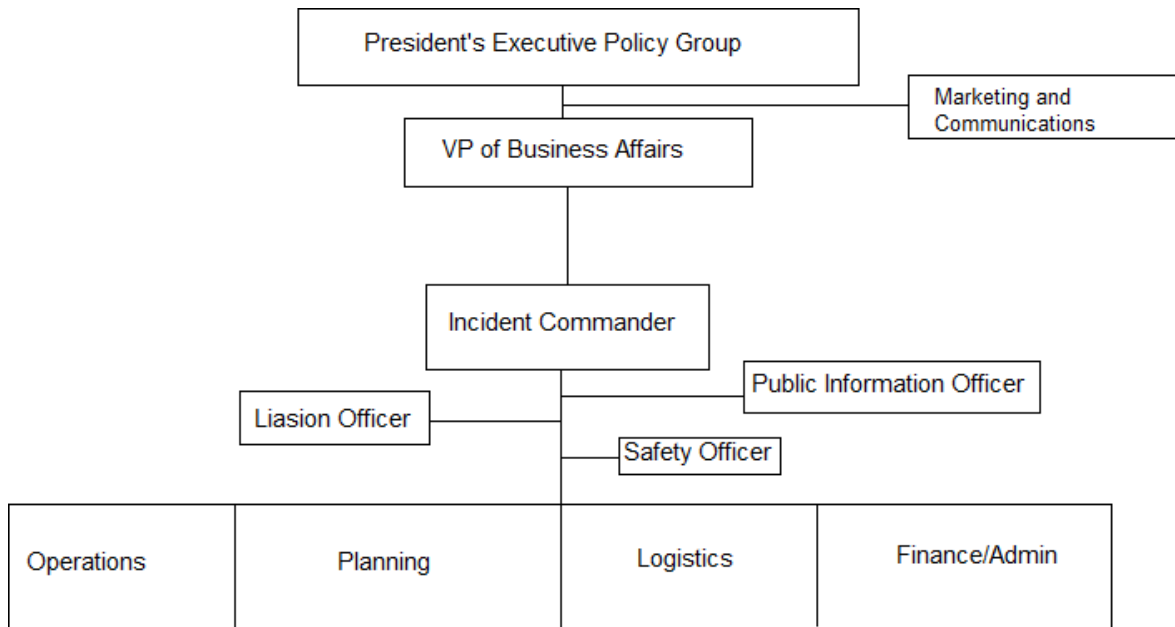 President's Executive Policy Group
Marketing and
Communications
VP of Business Affairs
Incident Commander
Public Information Officer
Liasion Officer
Safety Officer
Operations
Planning
Logistics
Finance/Admin